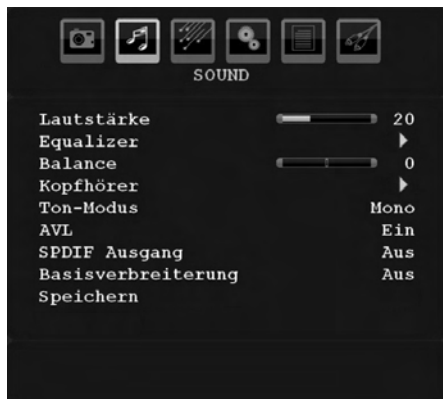 SOUND
Lautstärke 20
Equalizer
Balance 0
Kopfhörer
Ton-Modus Mono
AVL Ein
SPDIF Ausgang Aus
Basisverbreiterung Aus
Speichern